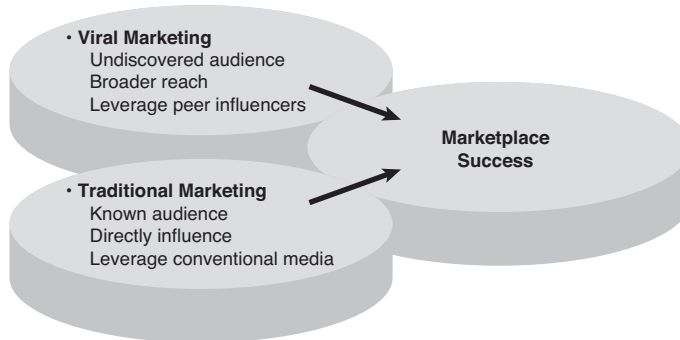 • Viral Marketing
Undiscovered audience
Broader reach
Leverage peer influencers
Marketplace
Success
• Traditional Marketing
Known audience
Directly influence
Leverage conventional media